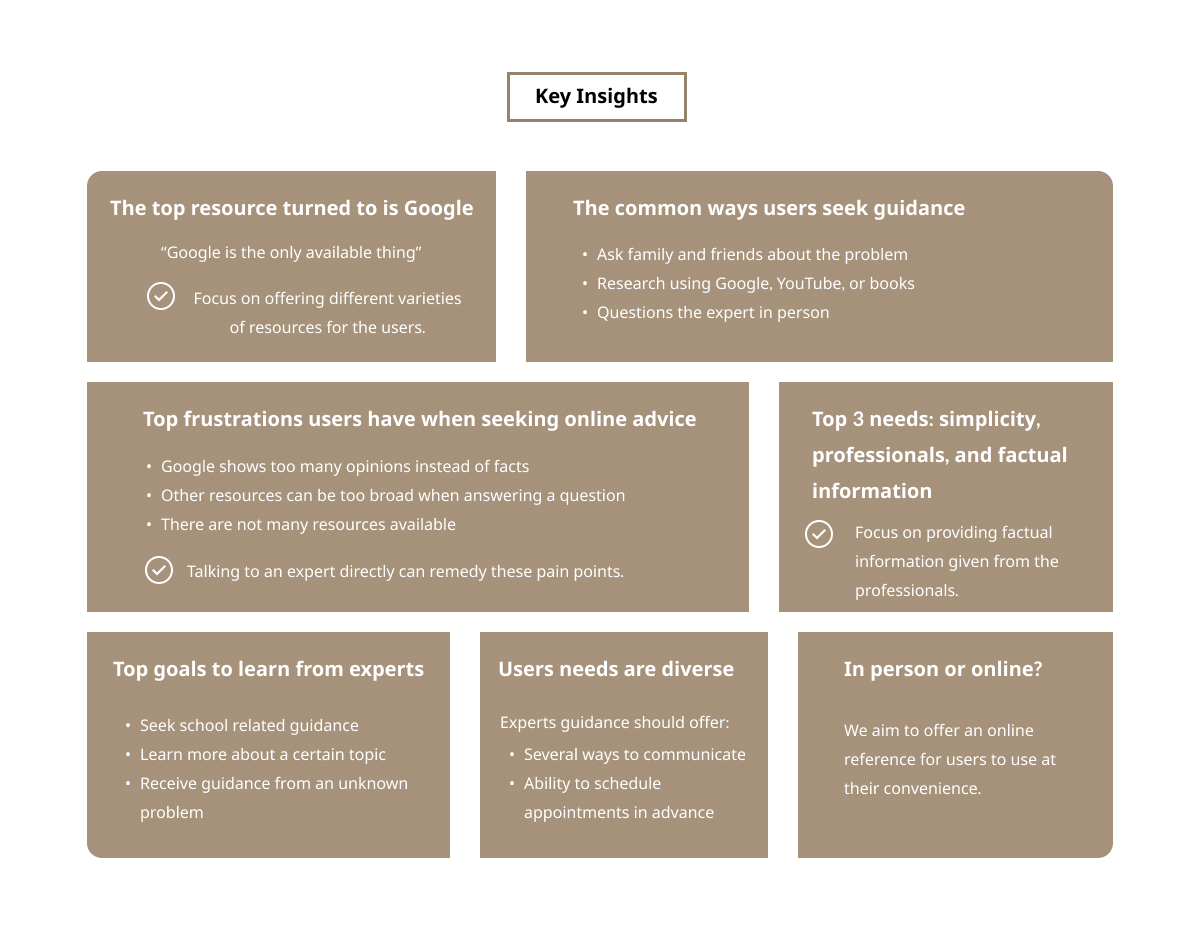 Key Insights
The top resource turned to is Google
“Google is the only available thing”
Focus on offering different varieties
of resources for the users.
The common ways users seek guidance
• Ask family and friends about the problem
• Research using Google, YouTube, or books
• Questions the expert in person
Top frustrations users have when seeking online advice
• Google shows too many opinions instead of facts
• Other resources can be too broad when answering a question
• There are not many resources available
Talking to an expert directly can remedy these pain points.
Top 3 needs: simplicity,
professionals, and factual
information
Focus on providing factual
information given from the
professionals.
Top goals to learn from experts
• Seek school related guidance
• Learn more about a certain topic
• Receive guidance from an unknown
problem
Users needs are diverse
Experts guidance should offer:
• Several ways to communicate
• Ability to schedule
appointments in advance
In person or online?
We aim to offer an online
reference for users to use at
their convenience.